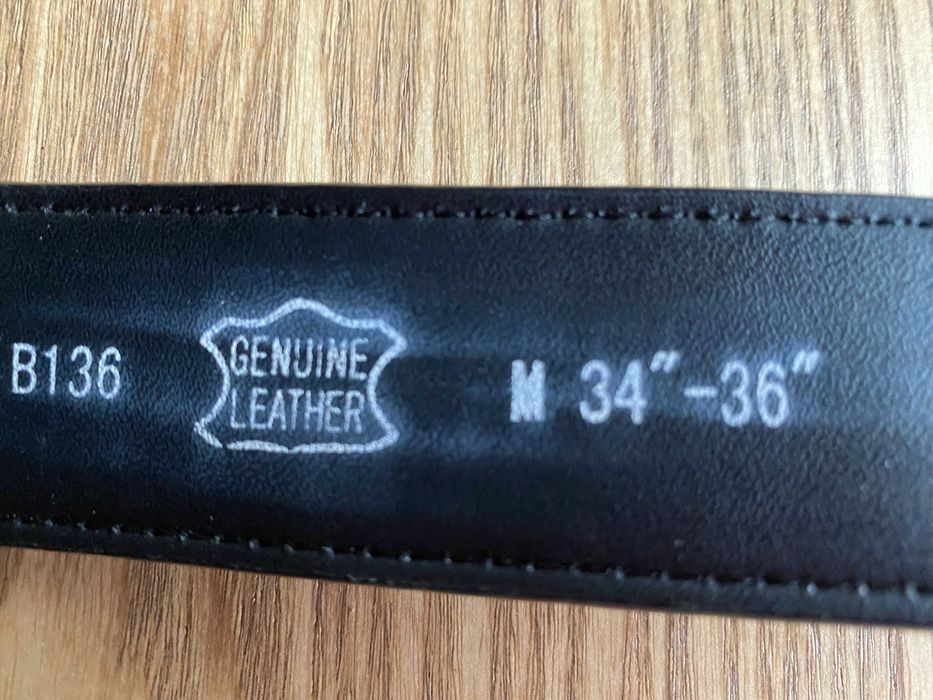 B136
GENUINE
LEATHER
M 34"-36"